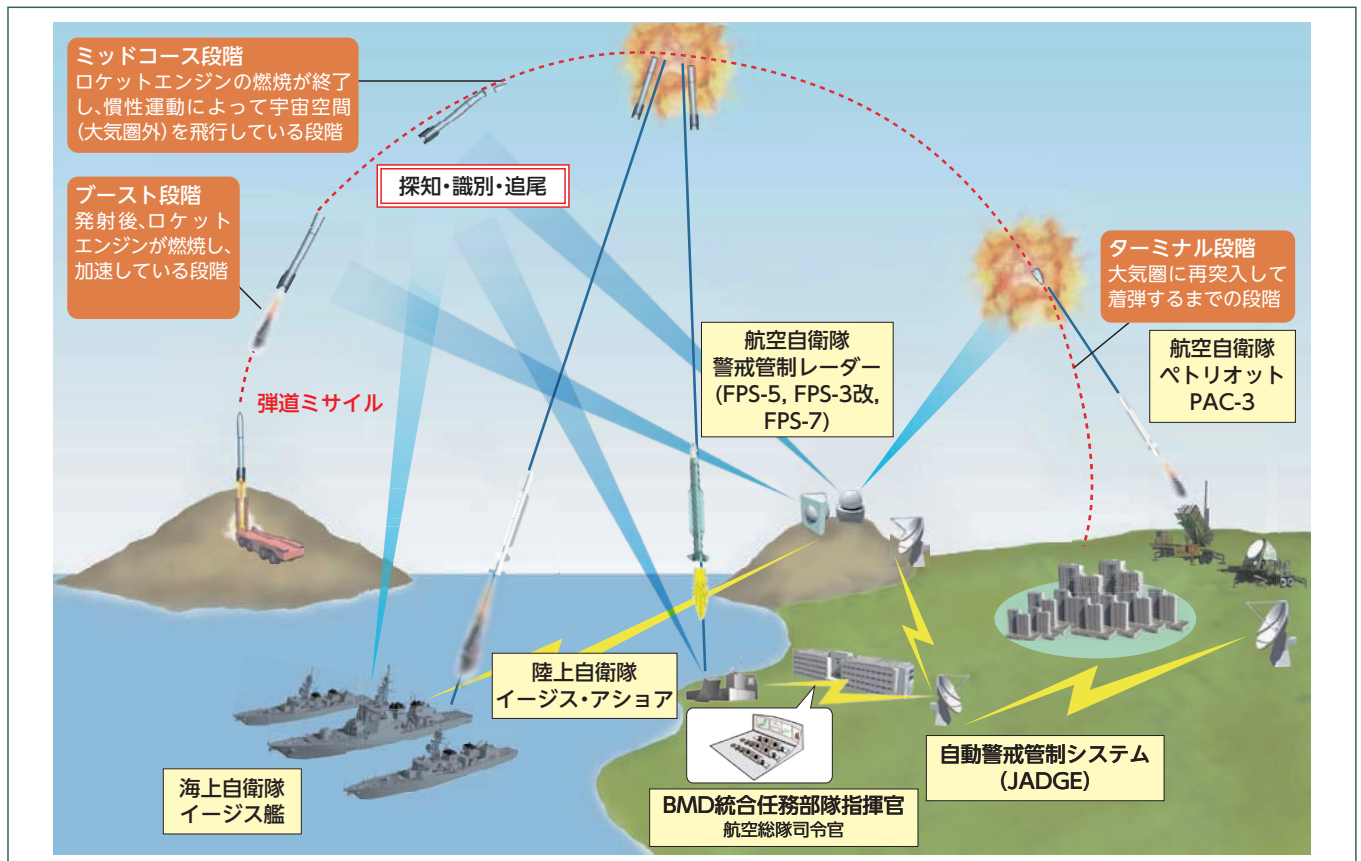 ミッドコース段階
ロケットエンジンの燃焼が終了
し、慣性運動によって宇宙空間
(大気圏外)を飛行している段階
ブースト段階
発射後、ロケット
エンジンが燃焼し、
加速している段階
探知・識別・追尾
弾道ミサイル
ターミナル段階
大気圏に再突入して
着弾するまでの段階
航空自衛隊
警戒管制レーダー
(FPS-5, FPS-3改,
FPS-7)
航空自衛隊
ペトリオット
PAC-3
陸上自衛隊
イージス・アショア
海上自衛隊
イージス艦
自動警戒管制システム
(JADGE)
BMD統合任務部隊指揮官
航空総隊司令官